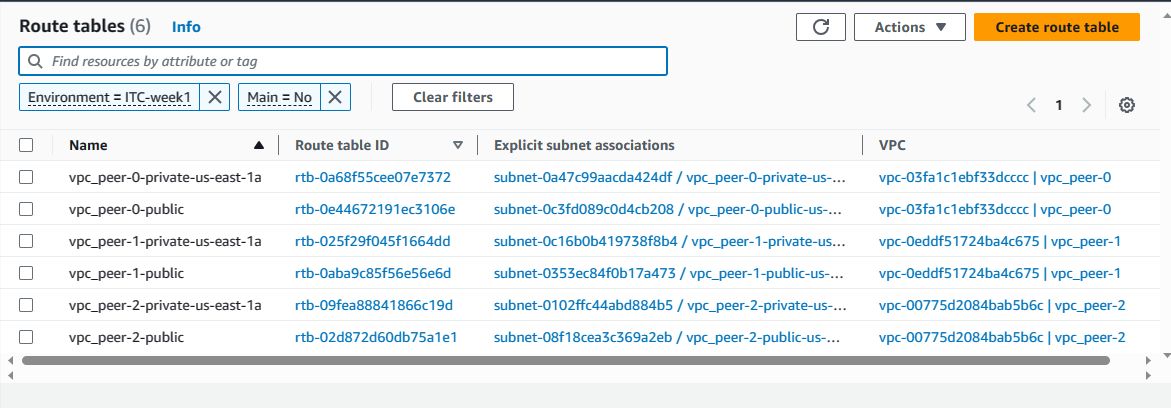 Route tables (6) Info Actions Create route table
Find resources by attribute or tag
Environment = ITC-week1 Main = No Clear filters 1
Name Route table ID Explicit subnet associations VPC
vpc_peer-0-private-us-east-1a rtb-0a68f55cee07e7372 subnet-0a47c99aacda424df / vpc_peer-0-private-us-... vpc-03fa1c1ebf33dcccc | vpc_peer-0
vpc_peer-0-public rtb-0e44672191ec3106e subnet-0c3fd089c0d4cb208 / vpc_peer-0-public-us-... vpc-03fa1c1ebf33dcccc | vpc_peer-0
vpc_peer-1-private-us-east-1a rtb-025f29f045f1664dd subnet-0c16b0b419738f8b4 / vpc_peer-1-private-us-... vpc-0eddf51724ba4c675 | vpc_peer-1
vpc_peer-1-public rtb-0aba9c85f56e56e6d subnet-0353ec84f0b17a473 / vpc_peer-1-public-us-... vpc-0eddf51724ba4c675 | vpc_peer-1
vpc_peer-2-private-us-east-1a rtb-09fea88841866c19d subnet-0102ffc44abd884b5 / vpc_peer-2-private-us-... vpc-00775d2084bab5b6c | vpc_peer-2
vpc_peer-2-public rtb-02d872d60db75a1e1 subnet-08f18cea3c369a2eb / vpc_peer-2-public-us-... vpc-00775d2084bab5b6c | vpc_peer-2